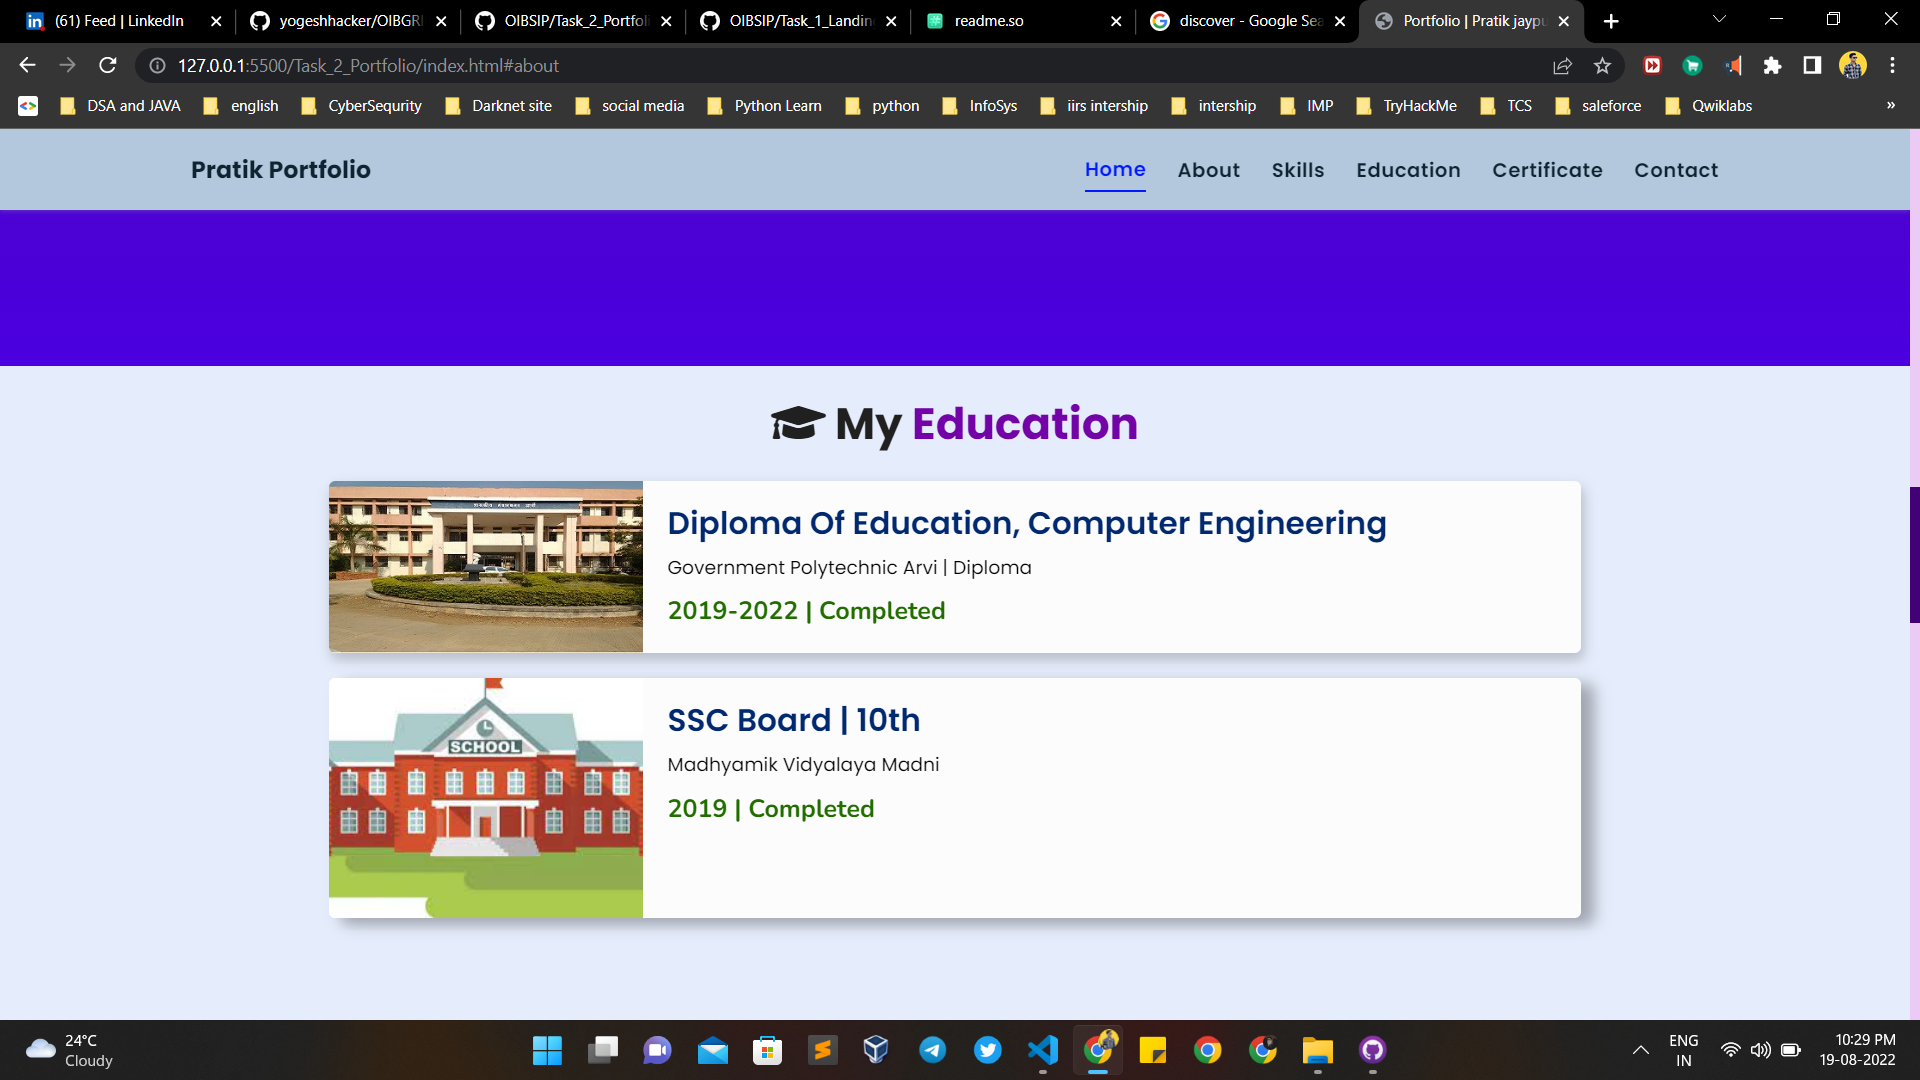 (61) Feed | LinkedIn
yogeshhacker/OIBGRI
OIBSIP/Task_2_Portfoli
OIBSIP/Task_1_Landin
readme.so
discover - Google Sea
Portfolio | Pratik jaypu
127.0.0.1:5500/Task_2_Portfolio/index.html#about
DSA and JAVA
english
CyberSequrity
Darknet site
social media
Python Learn
python
InfoSys
iirs intership
intership
IMP
TryHackMe
TCS
saleforce
Qwiklabs
»
Pratik Portfolio
Home
About
Skills
Education
Certificate
Contact
My Education
Diploma Of Education, Computer Engineering
Government Polytechnic Arvi | Diploma
2019-2022 | Completed
SCHOOL
SSC Board | 10th
Madhyamik Vidyalaya Madni
2019 | Completed
24°C
Cloudy
ENG
IN
10:29 PM
19-08-2022